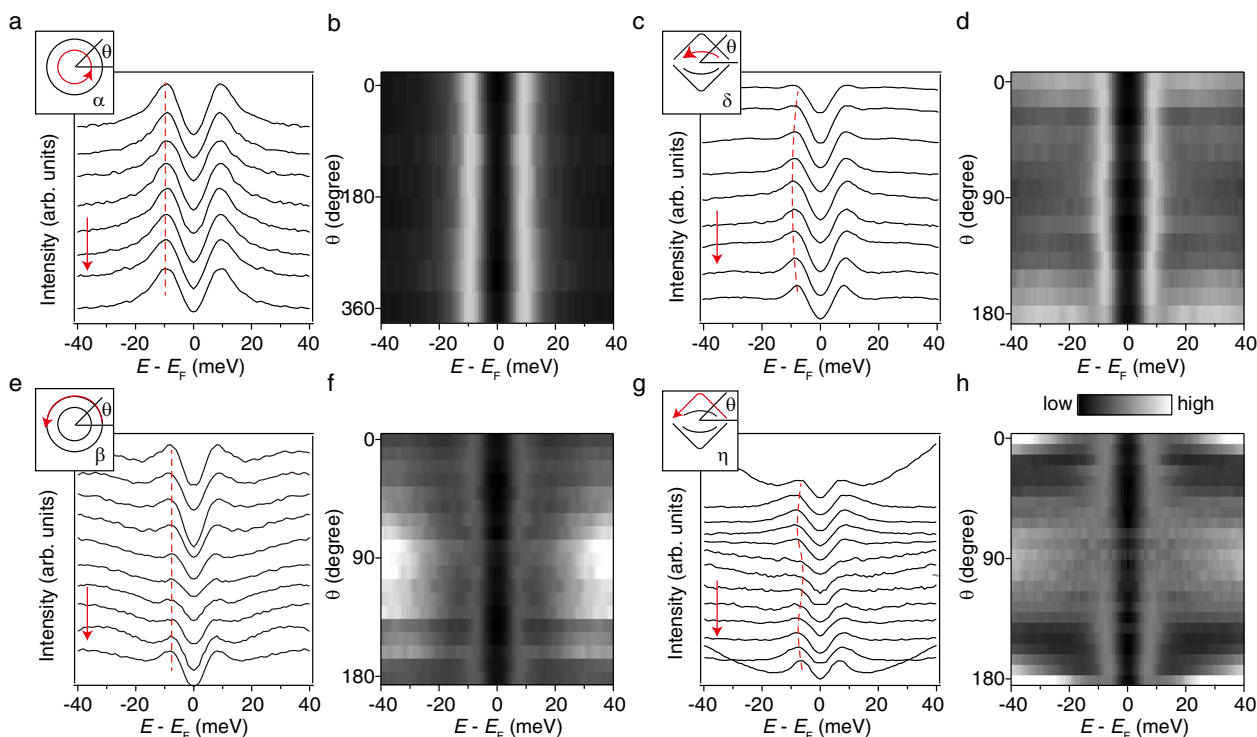 a
θ
α
Intensity (arb. units)
-40 -20 0 20 40
E - EF (meV)
b
θ (degree)
0
180
360
-40 -20 0 20 40
E - EF (meV)
c
θ
δ
Intensity (arb. units)
-40 -20 0 20 40
E - EF (meV)
d
θ (degree)
0
90
180
-40 -20 0 20 40
E - EF (meV)
e
θ
β
Intensity (arb. units)
-40 -20 0 20 40
E - EF (meV)
f
θ (degree)
0
90
180
-40 -20 0 20 40
E - EF (meV)
g
θ
η
Intensity (arb. units)
-40 -20 0 20 40
E - EF (meV)
h
low high
θ (degree)
0
90
180
-40 -20 0 20 40
E - EF (meV)